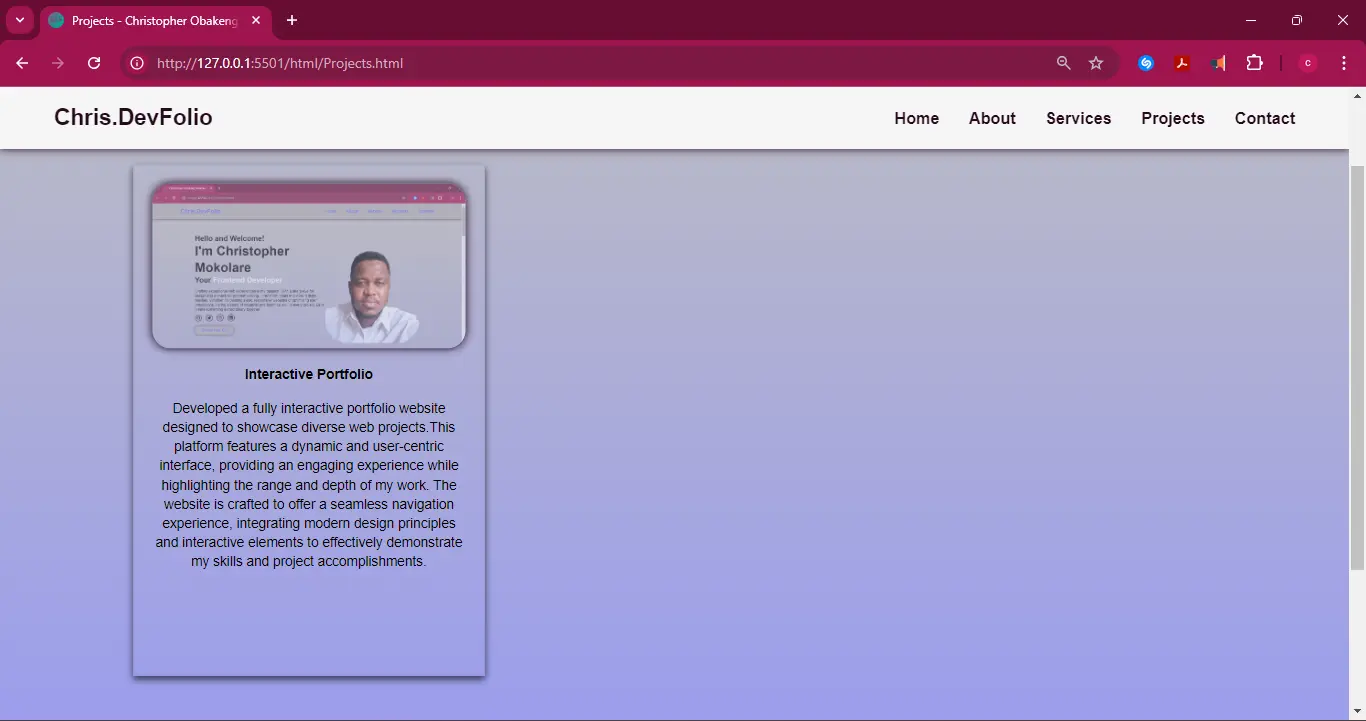 Projects - Christopher Obakeng
http://127.0.0.1:5501/html/Projects.html
c
Chris.DevFolio
Home About Services Projects Contact
Chris.DevFolio
Hello and Welcome!
I'm Christopher
Mokolare
Your Frontend Developer
Interactive Portfolio
Developed a fully interactive portfolio website
designed to showcase diverse web projects.This
platform features a dynamic and user-centric
interface, providing an engaging experience while
highlighting the range and depth of my work. The
website is crafted to offer a seamless navigation
experience, integrating modern design principles
and interactive elements to effectively demonstrate
my skills and project accomplishments.